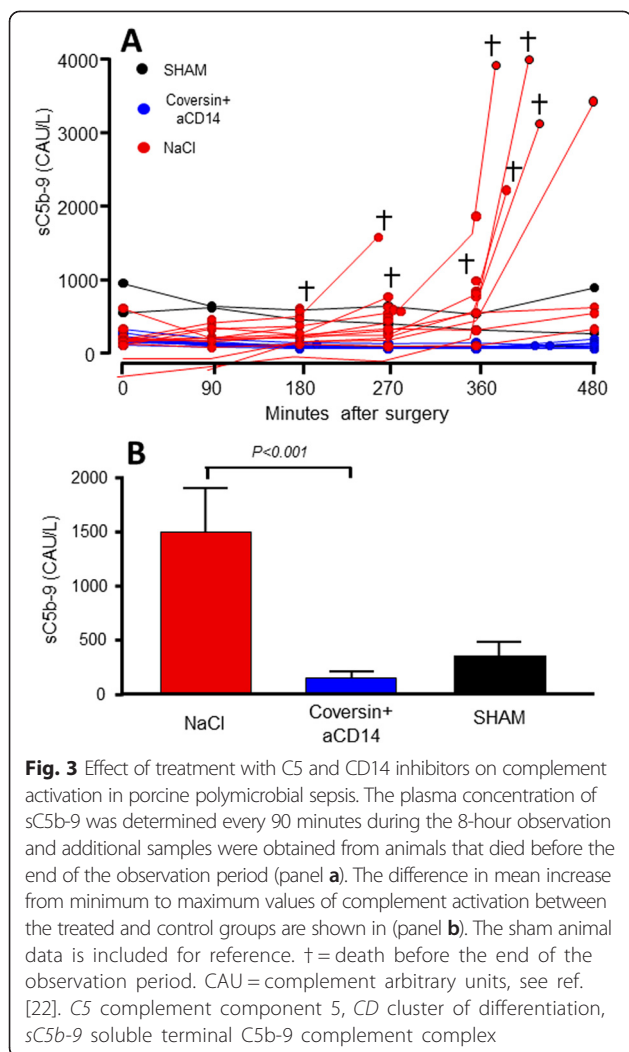 A
4000
3000
2000
1000
0
sC5b-9 (CAU/L)
SHAM
Coversin+
aCD14
NaCl
† † † † † † † †
0 90 180 270 360 480
Minutes after surgery
B
P<0.001
2000
1500
1000
500
0
sC5b-9 (CAU/L)
NaCl
Coversin+
aCD14
SHAM
Fig. 3 Effect of treatment with C5 and CD14 inhibitors on complement
activation in porcine polymicrobial sepsis. The plasma concentration of
sC5b-9 was determined every 90 minutes during the 8-hour observation
and additional samples were obtained from animals that died before the
end of the observation period (panel a). The difference in mean increase
from minimum to maximum values of complement activation between
the treated and control groups are shown in (panel b). The sham animal
data is included for reference. † = death before the end of the
observation period. CAU = complement arbitrary units, see ref.
[22]. C5 complement component 5, CD cluster of differentiation,
sC5b-9 soluble terminal C5b-9 complement complex